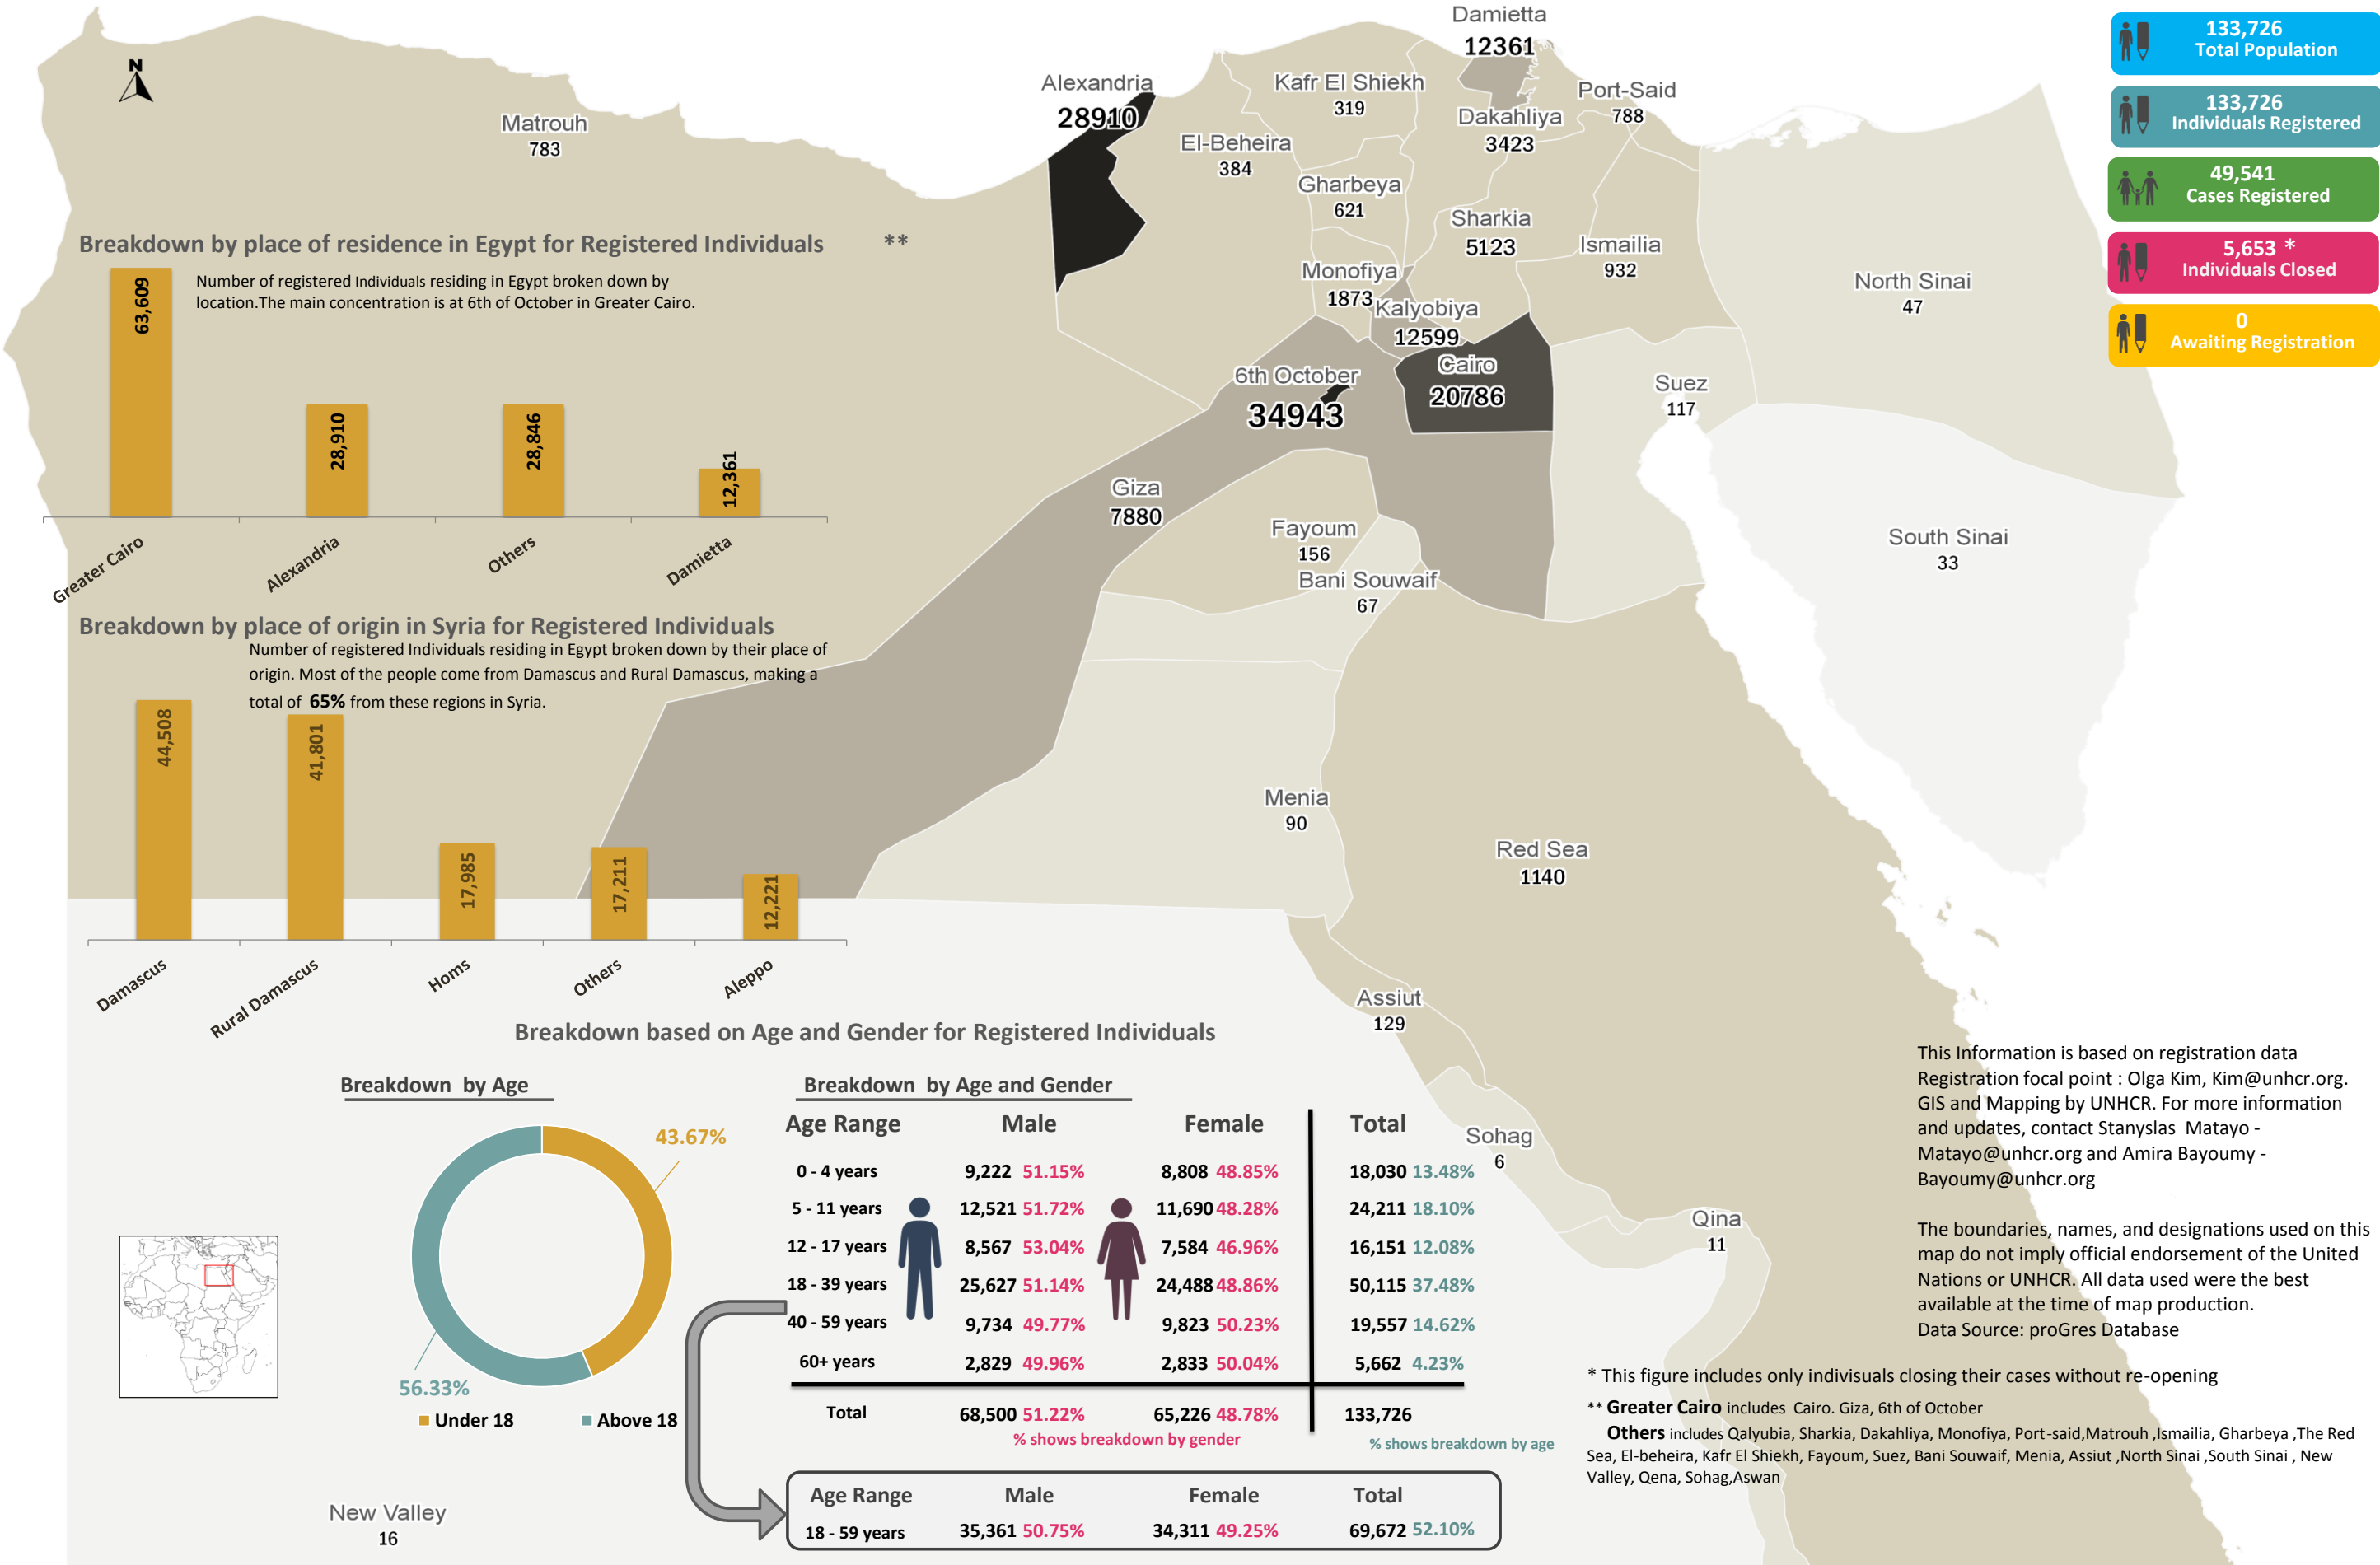 Damietta
12361
133,726
Total Population
133,726
Individuals Registered
49,541
Cases Registered
5,653 *
Individuals Closed
0
Awaiting Registration
N
Matrouh
783
Alexandria
28910
Kafr El Shiekh
319
El-Beheira
384
Dakahliya
3423
Port-Said
788
Gharbeya
621
Sharkia
5123
Ismailia
932
Monofiya
1873
Kalyobiya
12599
North Sinai
47
6th October
34943
Cairo
20786
Suez
117
Giza
7880
Fayoum
156
Bani Souwaif
67
South Sinai
33
Menia
90
Red Sea
1140
Assiut
129
Sohag
6
Qina
11
New Valley
16
Breakdown by place of residence in Egypt for Registered Individuals **
Number of registered Individuals residing in Egypt broken down by
location.The main concentration is at 6th of October in Greater Cairo.
63,609
28,910
28,846
12,361
Greater Cairo
Alexandria
Others
Damietta
Breakdown by place of origin in Syria for Registered Individuals
Number of registered Individuals residing in Egypt broken down by their place of
origin. Most of the people come from Damascus and Rural Damascus, making a
total of 65% from these regions in Syria.
44,508
41,801
17,985
17,211
12,221
Damascus
Rural Damascus
Homs
Others
Aleppo
Breakdown based on Age and Gender for Registered Individuals
Breakdown by Age
43.67%
56.33%
Under 18
Above 18
Breakdown by Age and Gender
Age Range Male Female Total
0 - 4 years 9,222 51.15% 8,808 48.85% 18,030 13.48%
5 - 11 years 12,521 51.72% 11,690 48.28% 24,211 18.10%
12 - 17 years 8,567 53.04% 7,584 46.96% 16,151 12.08%
18 - 39 years 25,627 51.14% 24,488 48.86% 50,115 37.48%
40 - 59 years 9,734 49.77% 9,823 50.23% 19,557 14.62%
60+ years 2,829 49.96% 2,833 50.04% 5,662 4.23%
Total 68,500 51.22% 65,226 48.78% 133,726
% shows breakdown by gender % shows breakdown by age
Age Range Male Female Total
18 - 59 years 35,361 50.75% 34,311 49.25% 69,672 52.10%
This Information is based on registration data
Registration focal point : Olga Kim, Kim@unhcr.org.
GIS and Mapping by UNHCR. For more information
and updates, contact Stanyslas Matayo -
Matayo@unhcr.org and Amira Bayoumy -
Bayoumy@unhcr.org
The boundaries, names, and designations used on this
map do not imply official endorsement of the United
Nations or UNHCR. All data used were the best
available at the time of map production.
Data Source: proGres Database
* This figure includes only indivisuals closing their cases without re-opening
** Greater Cairo includes Cairo. Giza, 6th of October
Others includes Qalyubia, Sharkia, Dakahliya, Monofiya, Port-said,Matrouh ,Ismailia, Gharbeya ,The Red
Sea, El-beheira, Kafr El Shiekh, Fayoum, Suez, Bani Souwaif, Menia, Assiut ,North Sinai ,South Sinai , New
Valley, Qena, Sohag,Aswan